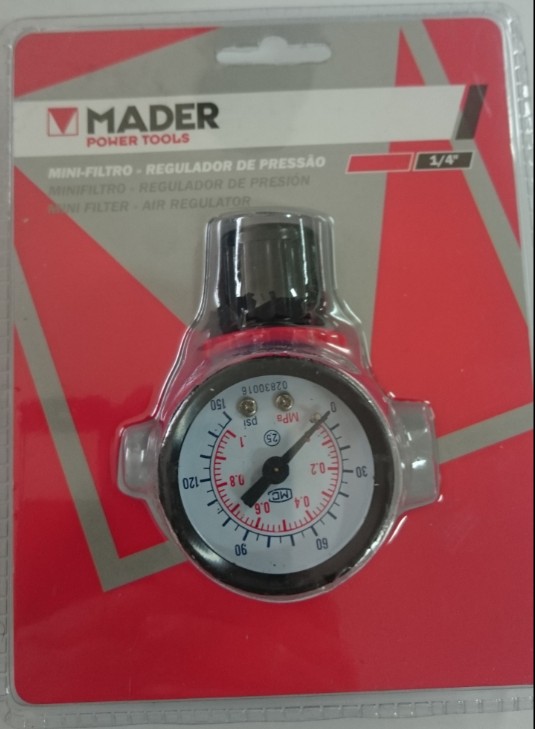 MADER
POWER TOOLS
MINI-FILTRO - REGULADOR DE PRESSÃO
1/4"
MINIFILTRO - REGULADOR DE PRESIÓN
MINI FILTER - AIR REGULATOR
02830016
150
psi
MPa
0
.1
25
120
0.8
0.2
30
MC
0.6
0.4
90
60